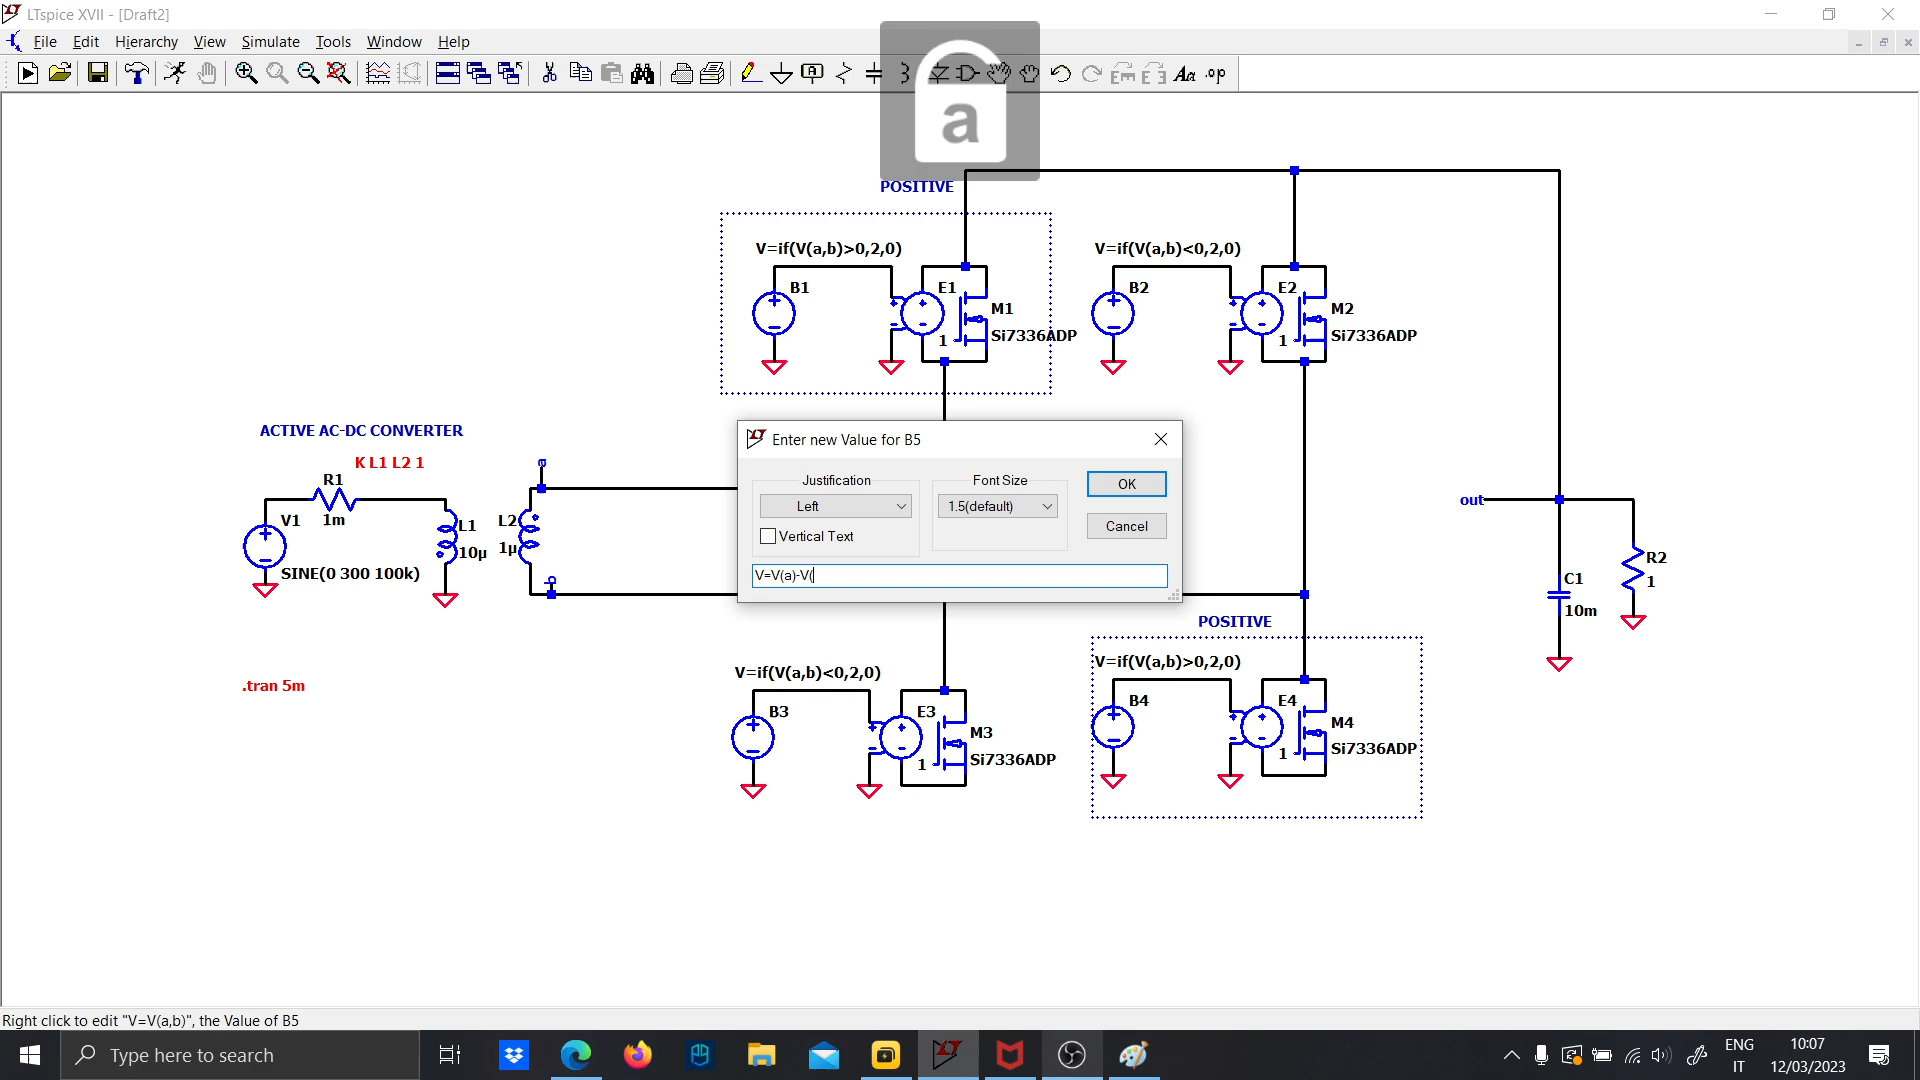 LTspice XVII - [Draft2]
File Edit Hierarchy View Simulate Tools Window Help
Aa .op
a
POSITIVE
V=if(V(a,b)>0,2,0)
B1
E1
M1
Si7336ADP
1
V=if(V(a,b)<0,2,0)
B2
E2
M2
Si7336ADP
1
ACTIVE AC-DC CONVERTER
K L1 L2 1
R1
1m
V1
SINE(0 300 100k)
L1
10µ
L2
1µ
a
b
.tran 5m
Enter new Value for B5
Justification
Left
Vertical Text
Font Size
1.5(default)
OK
Cancel
V=V(a)-V(
out
C1
10m
R2
1
V=if(V(a,b)<0,2,0)
B3
E3
M3
Si7336ADP
1
POSITIVE
V=if(V(a,b)>0,2,0)
B4
E4
M4
Si7336ADP
1
Right click to edit "V=V(a,b)", the Value of B5
Type here to search
ENG
IT
10:07
12/03/2023